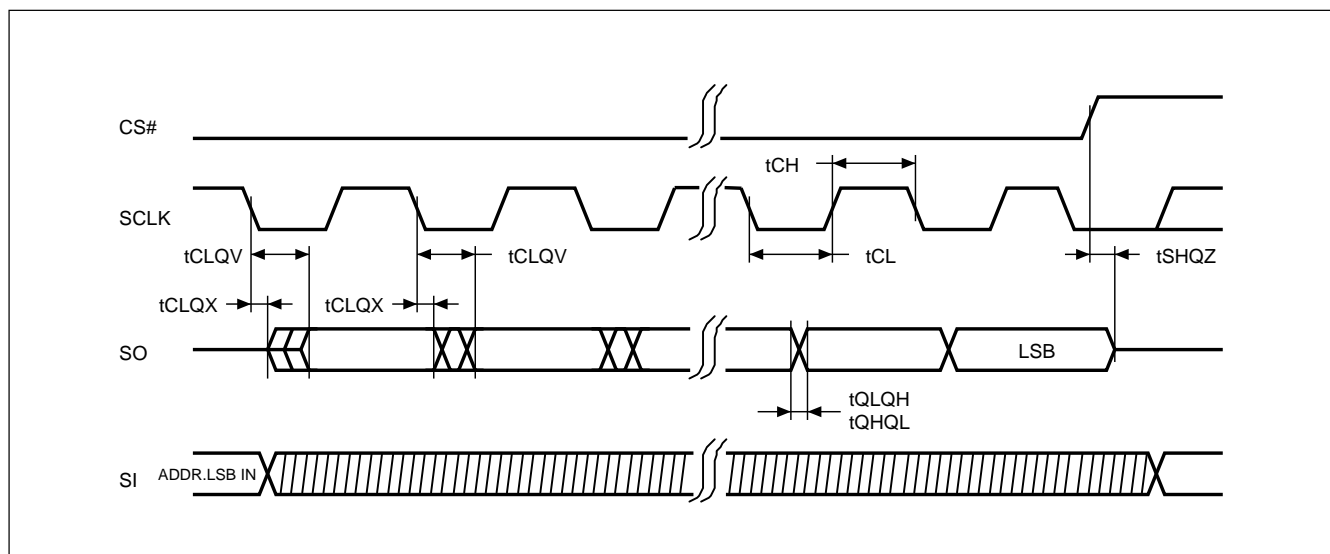 CS#
tCH
SCLK
tCLQV
tCLQV
tCL
tSHQZ
tCLQX
tCLQX
SO
LSB
tQLQH
tQHQL
SI
ADDR.LSB IN